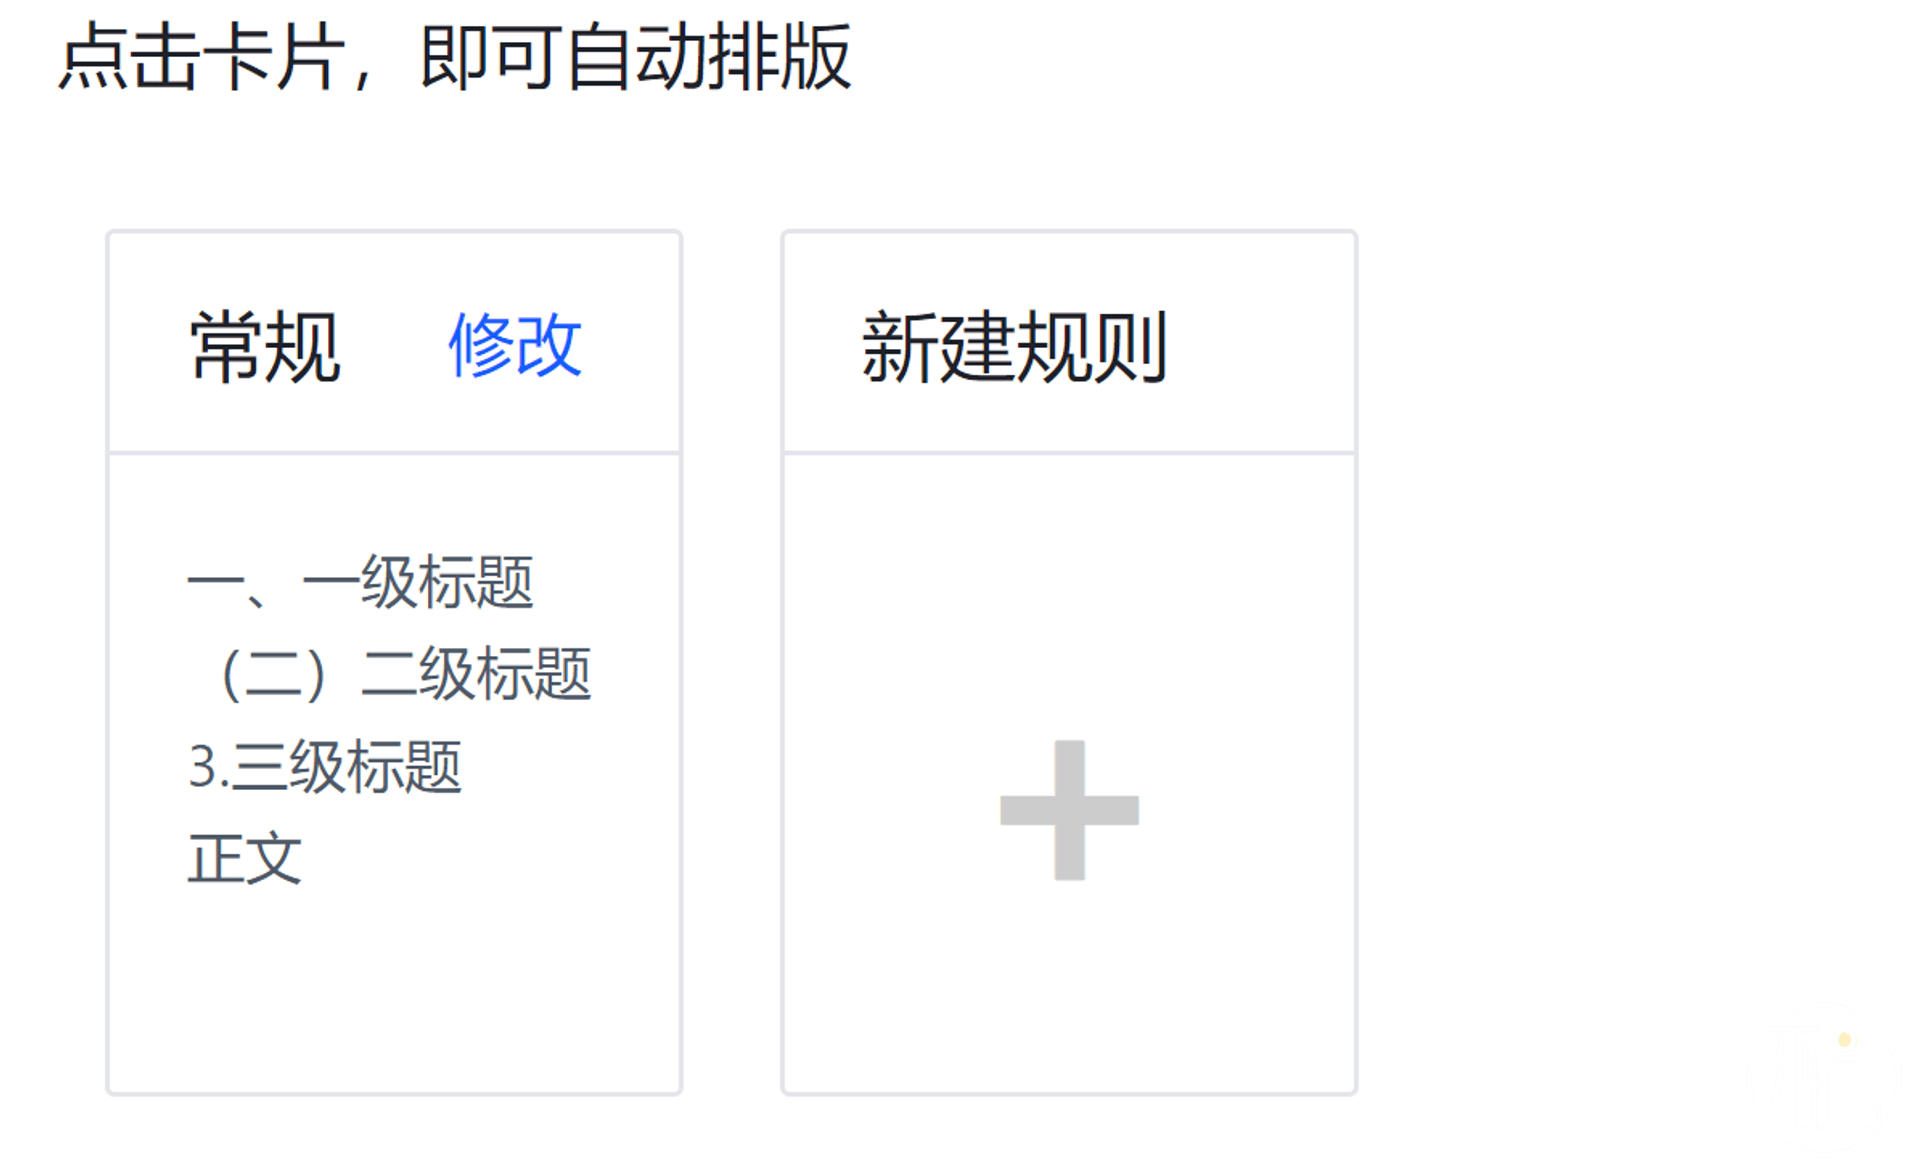 点击卡片，即可自动排版
常规 修改
一、一级标题
（二）二级标题
3.三级标题
正文
新建规则